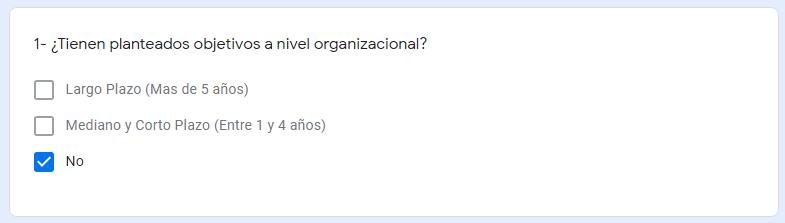 1- ¿Tienen planteados objetivos a nivel organizacional?
Largo Plazo (Mas de 5 años)
Mediano y Corto Plazo (Entre 1 y 4 años)
No